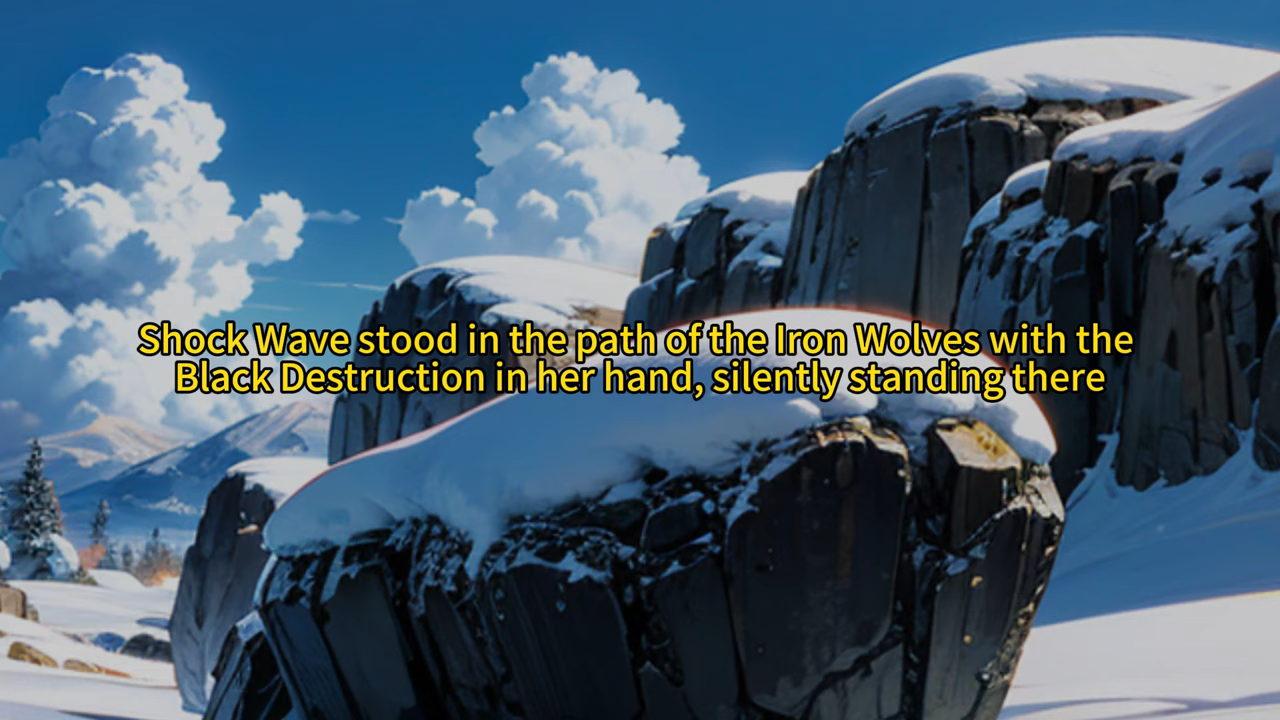 Shock Wave stood in the path of the Iron Wolves with the
Black Destruction in her hand, silently standing there